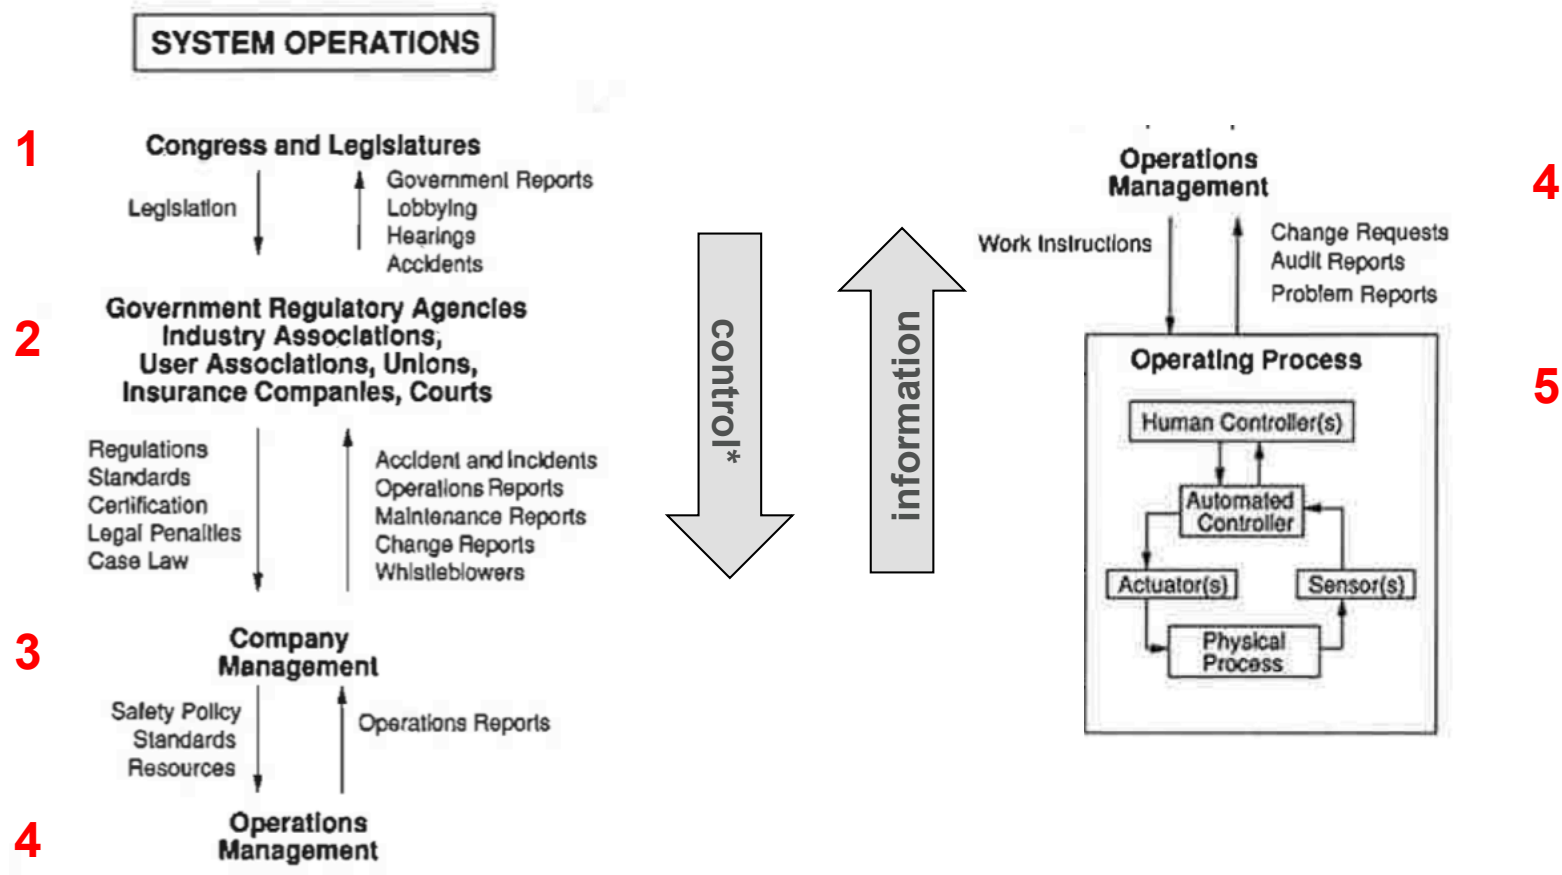 SYSTEM OPERATIONS
1
Congress and Legislatures
Legislation
Government Reports
Lobbying
Hearings
Accidents
2
Government Regulatory Agencies
Industry Associations,
User Associations, Unions,
Insurance Companies, Courts
Regulations
Standards
Certification
Legal Penalties
Case Law
Accident and Incidents
Operations Reports
Maintenance Reports
Change Reports
Whistleblowers
3
Company
Management
Safety Policy
Standards
Resources
Operations Reports
4
Operations
Management
control*
information
Operations
Management
4
Work Instructions
Change Requests
Audit Reports
Problem Reports
Operating Process
5
Human Controller(s)
Automated
Controller
Actuator(s)
Sensor(s)
Physical
Process